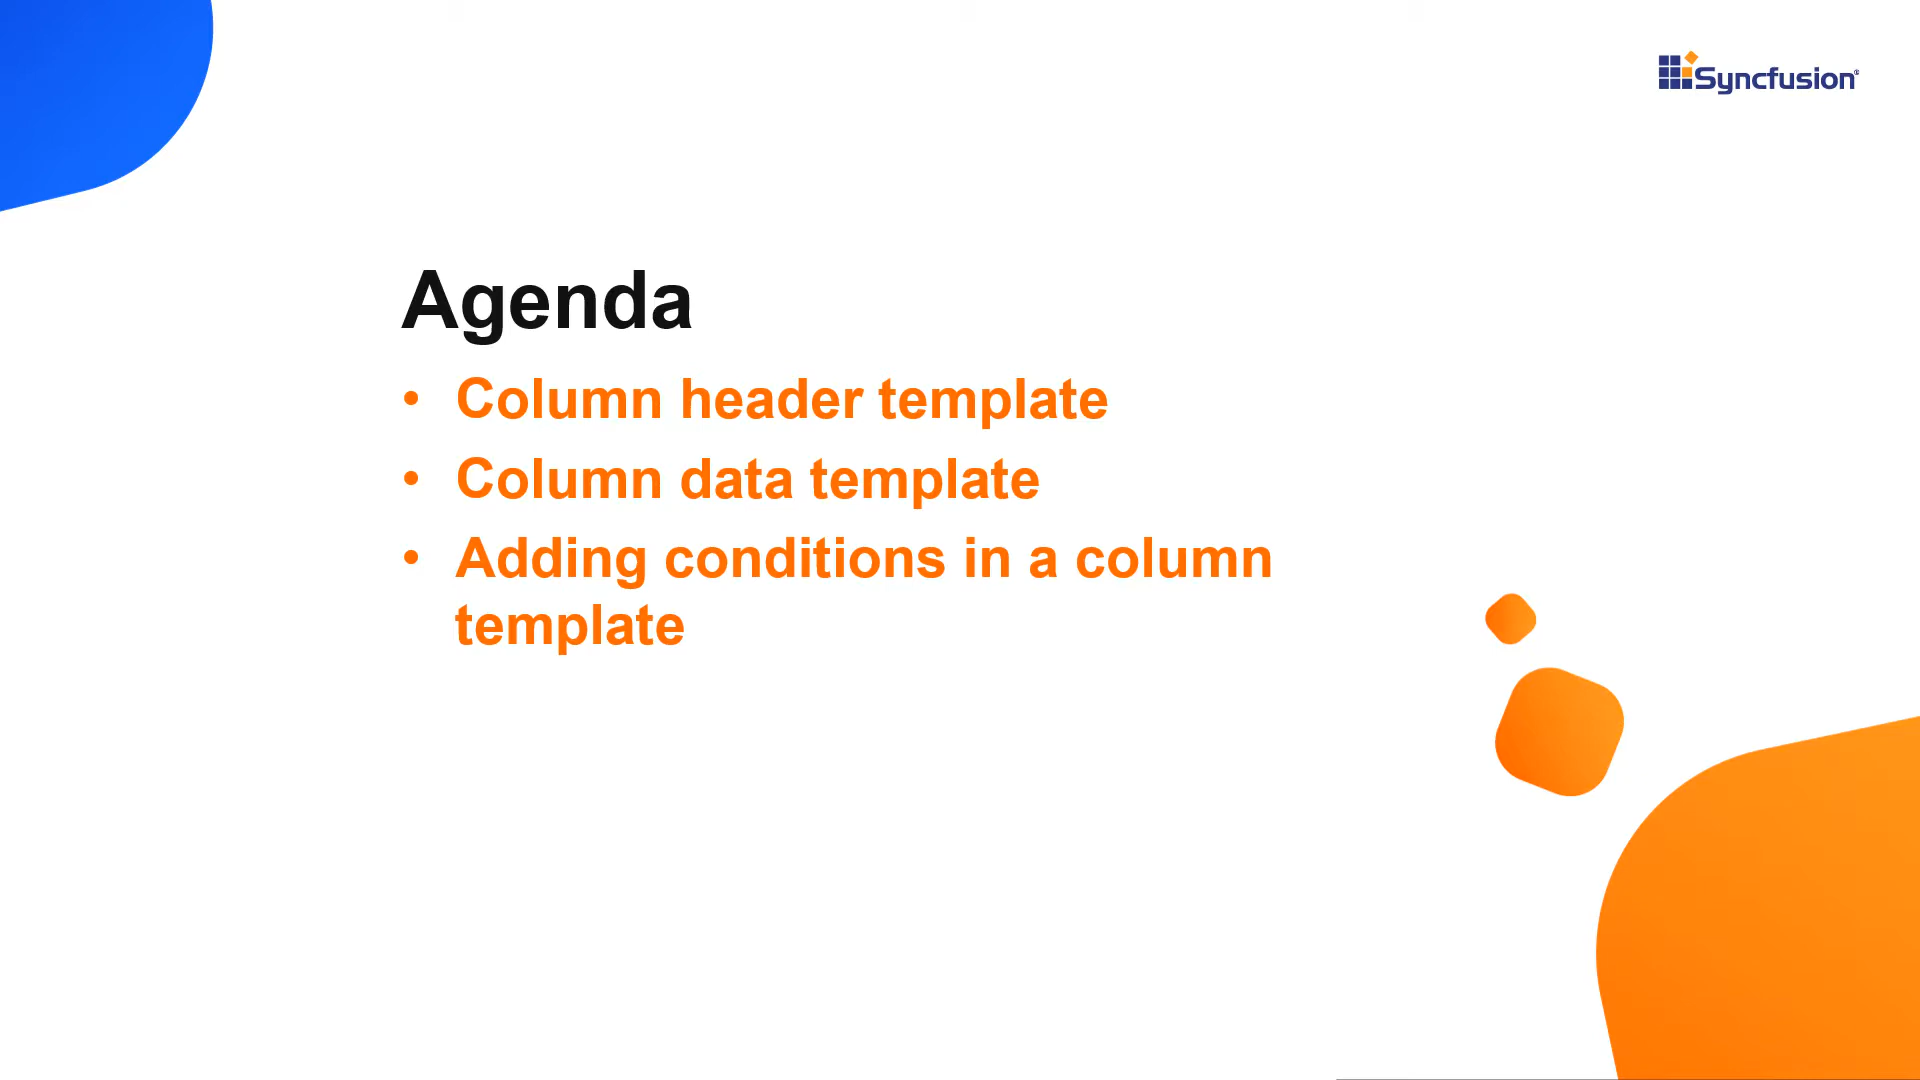 Syncfusion®
Agenda
• Column header template
• Column data template
• Adding conditions in a column
template